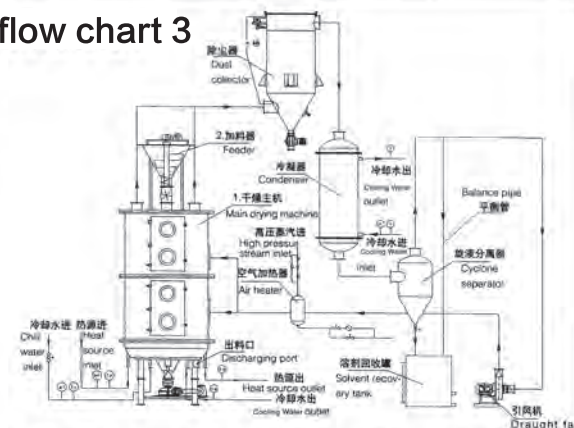 flow chart 3
除尘器
Dust
collector
2.加料器
Feeder
冷凝器
Condenser
冷却水出
Cooling Water
outlet
1.干燥主机
Main drying machine
Balance pipe
平衡管
高压蒸汽进
High pressur
stream inlet
冷却水进
Cooling Water
inlet
旋液分离剖
Cyclone
seperator
空气加热器
Air heater
冷却水进
Chill
water
inlet
热源进
Heat
source
inlet
出料口
Discharging port
热源出
Heat source outlet
冷却水出
Cooling Water outlet
溶剂回收罐
Solvent (ecov-
ery tank
引风机
Draught fa